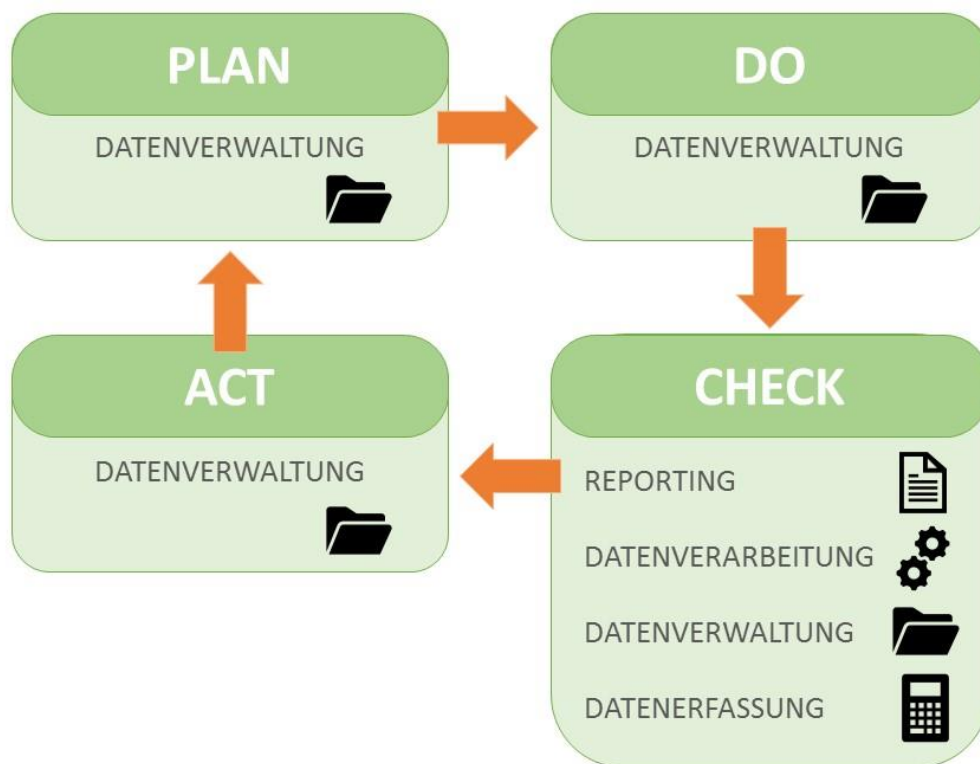 PLAN
DATENVERWALTUNG
DO
DATENVERWALTUNG
ACT
DATENVERWALTUNG
CHECK
REPORTING
DATENVERARBEITUNG
DATENVERWALTUNG
DATENERFASSUNG